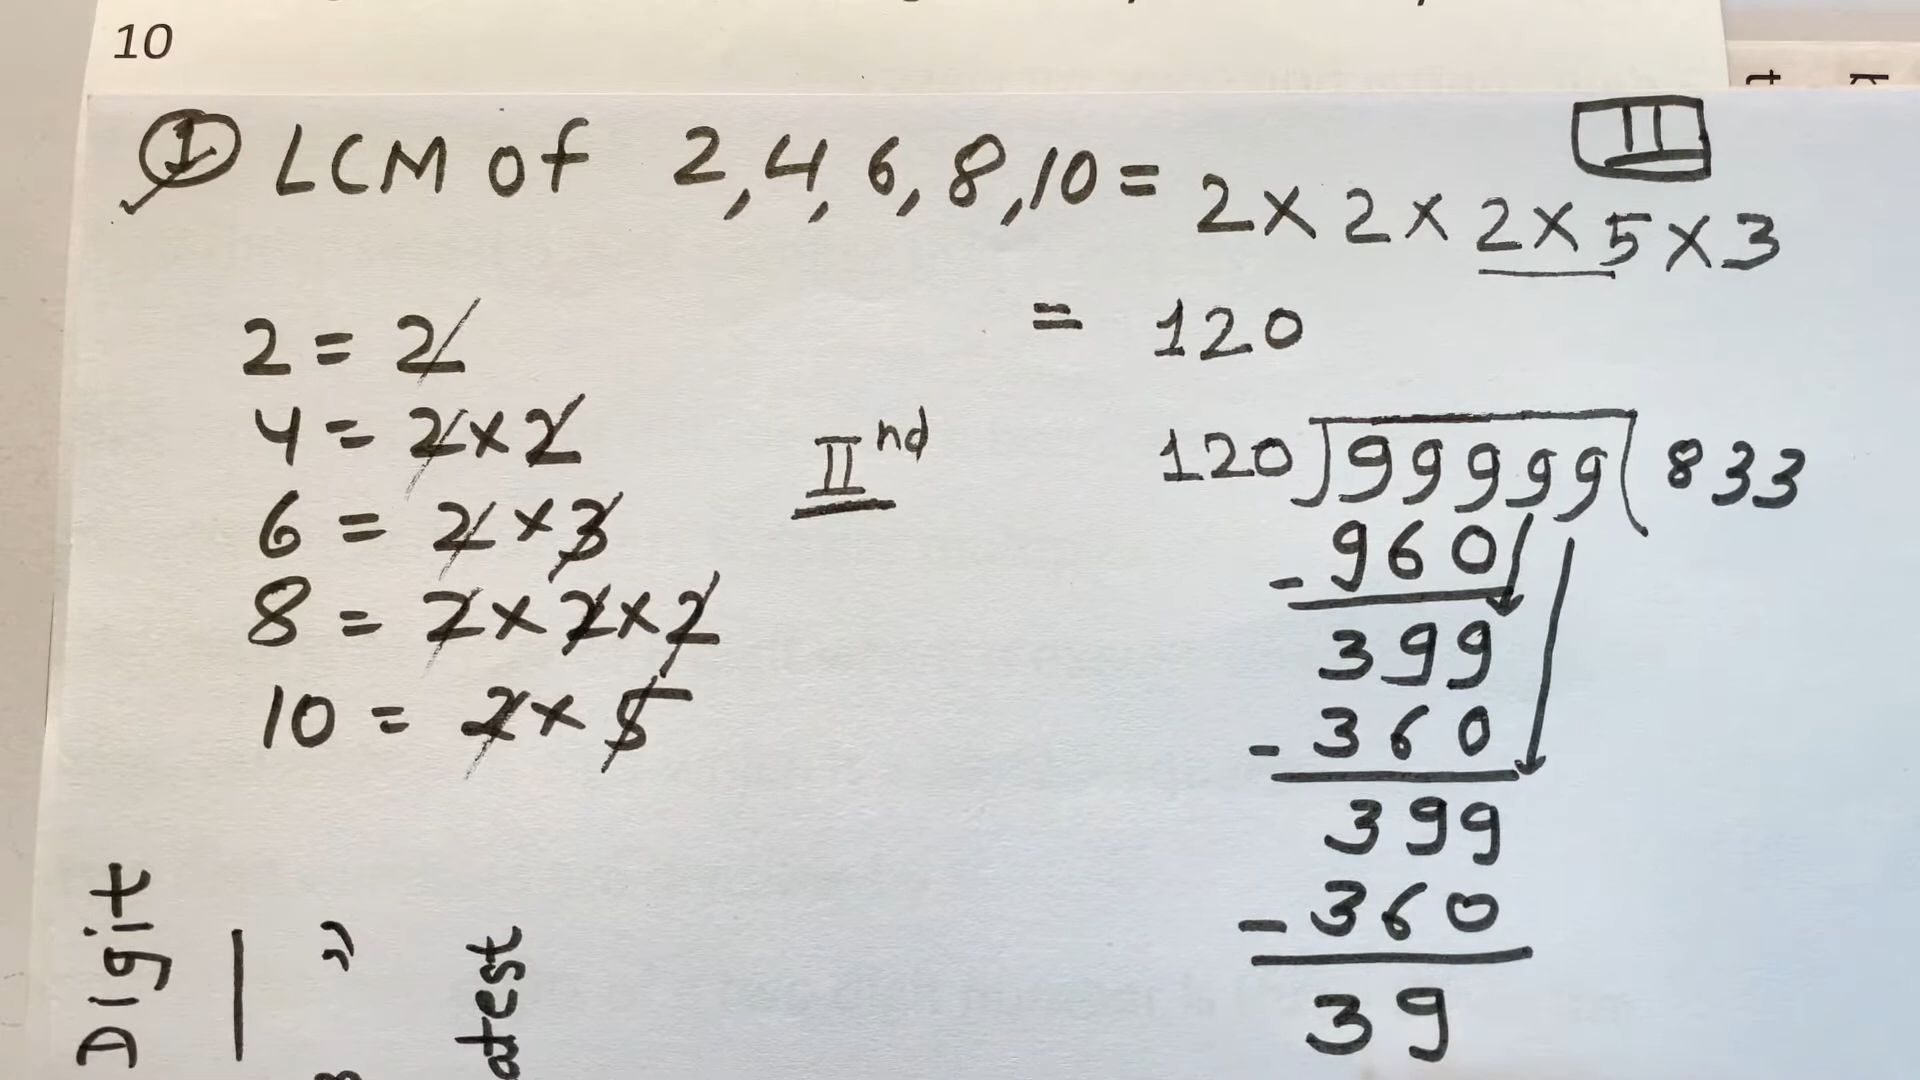 10
① LCM of 2, 4, 6, 8, 10 = 2 × 2 × 2 × 5 × 3
II
= 120
2 = 2
4 = 2 × 2
6 = 2 × 3
8 = 2 × 2 × 2
10 = 2 × 5
IInd
120 ) 99999 ( 833
- 960
399
- 360
399
- 360
39
Digit